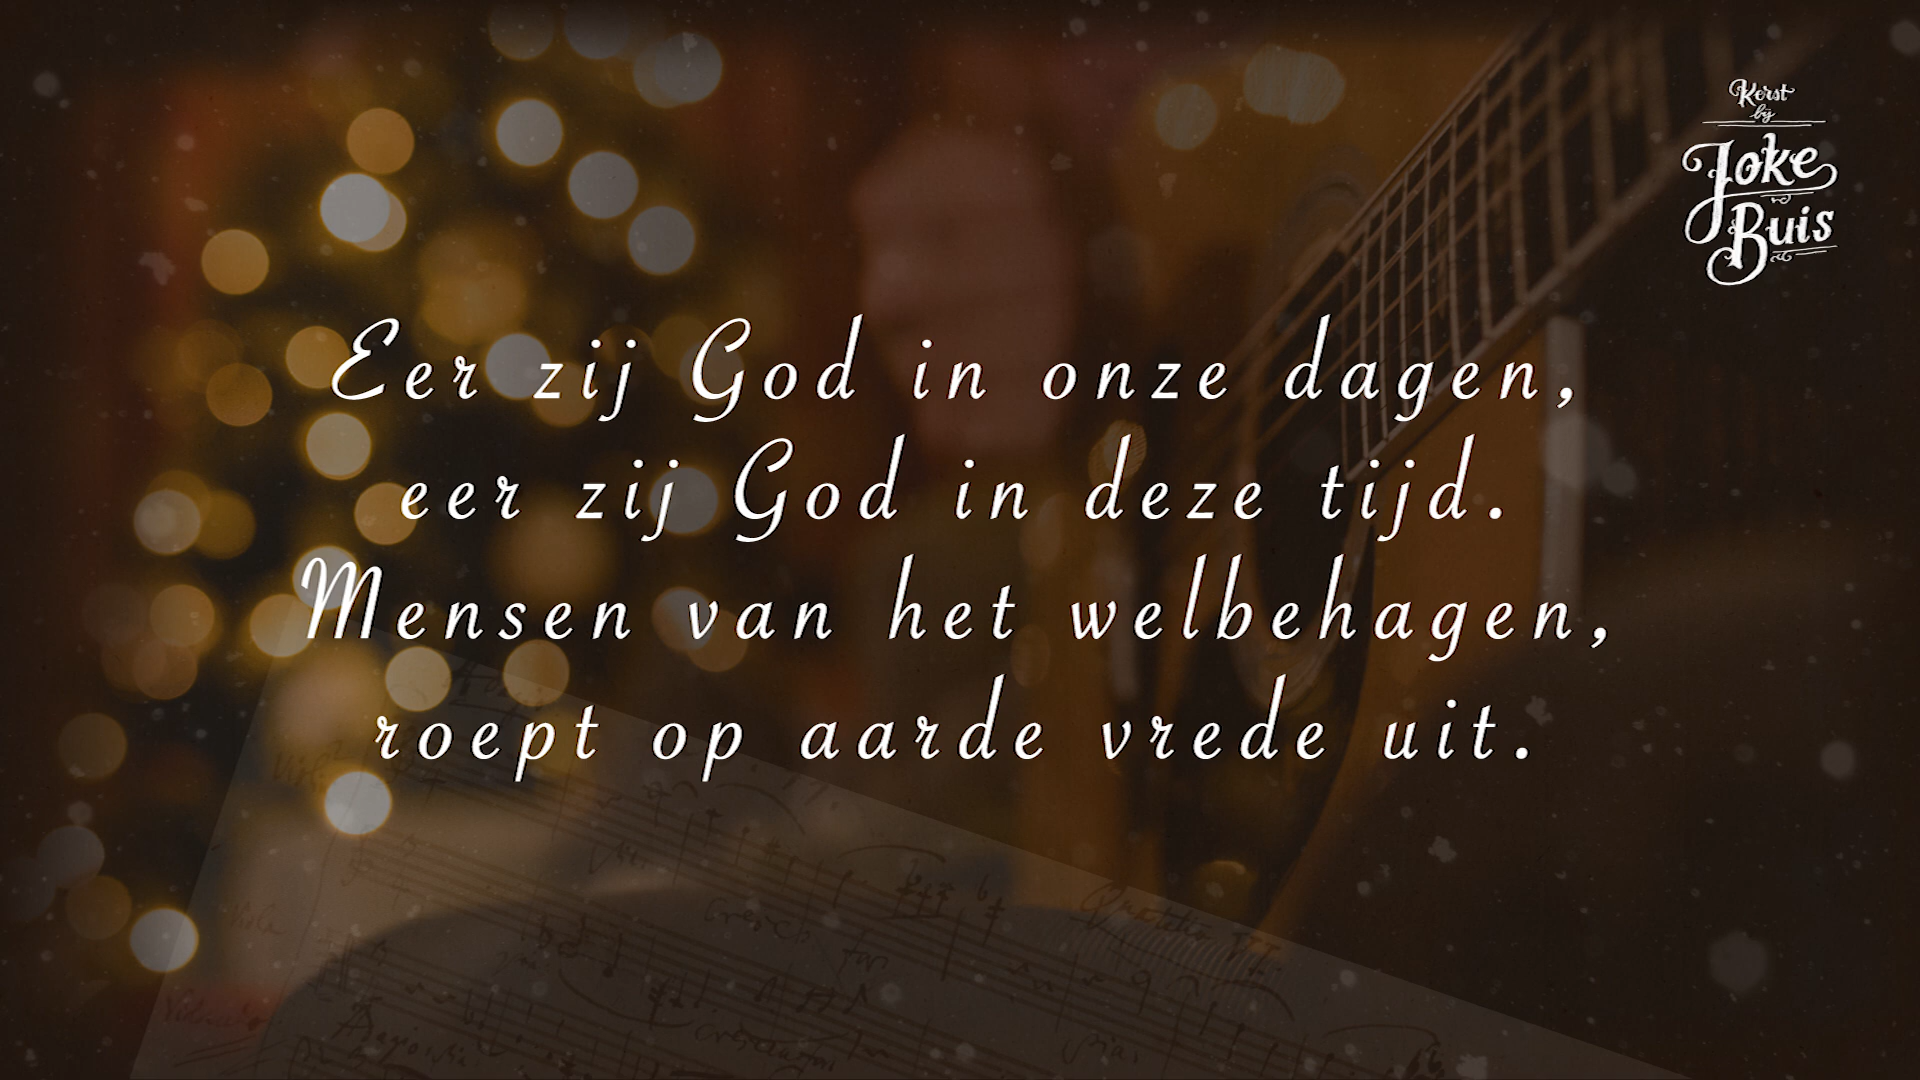 Kerst
bij
Joke
Buis
Eer zij God in onze dagen,
eer zij God in deze tijd.
Mensen van het welbehagen,
roept op aarde vrede uit.
Cresc